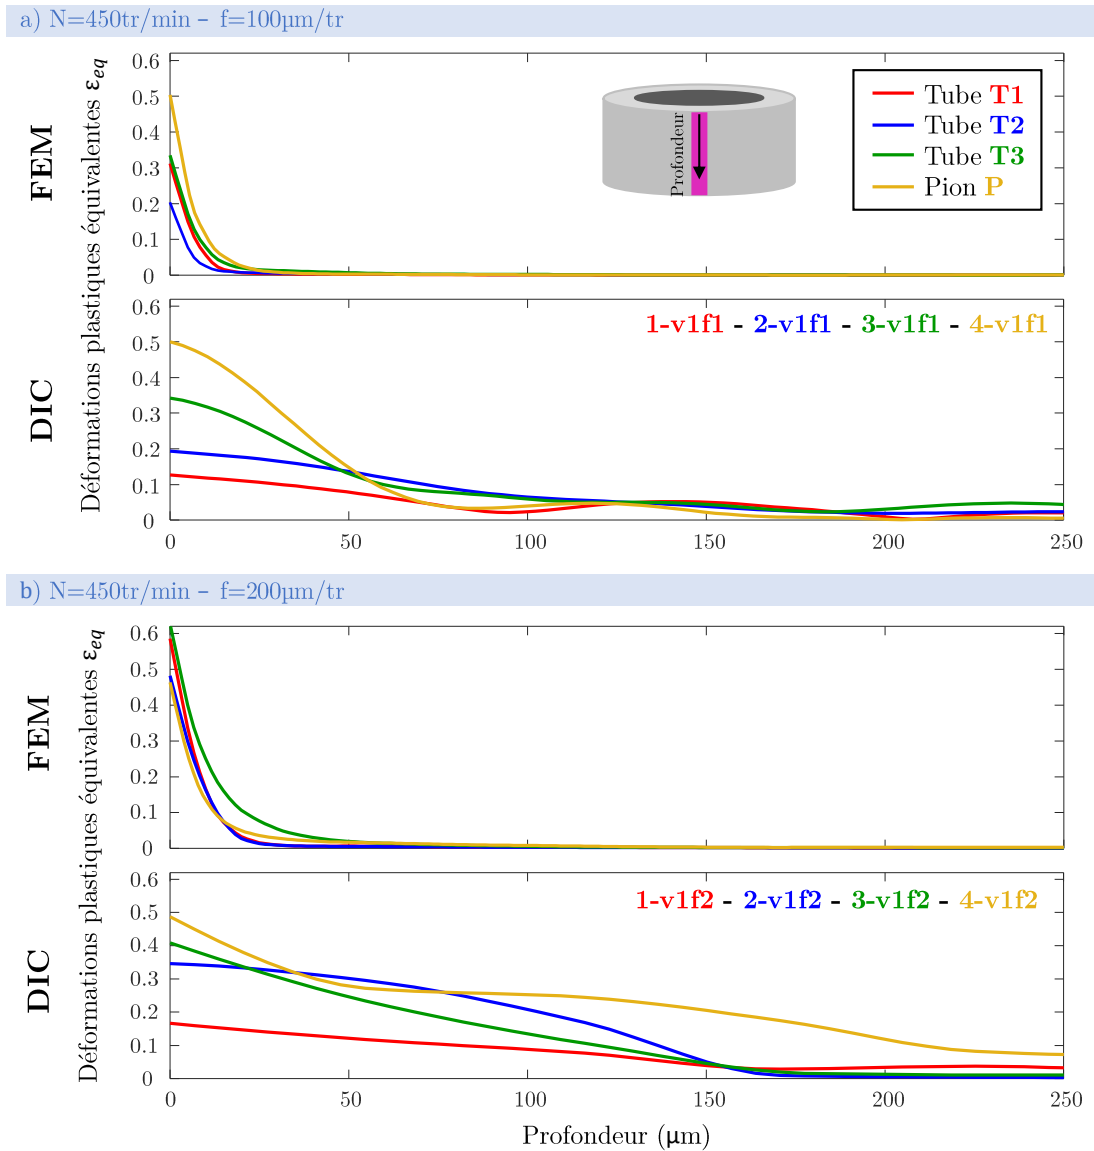 a) N=450tr/min – f=100µm/tr
FEM
DIC
Déformations plastiques équivalentes εeq
0.6
0.5
0.4
0.3
0.2
0.1
0
Profondeur
Tube T1
Tube T2
Tube T3
Pion P
0.6
0.5
0.4
0.3
0.2
0.1
0
1-v1f1 - 2-v1f1 - 3-v1f1 - 4-v1f1
0 50 100 150 200 250
b) N=450tr/min – f=200µm/tr
FEM
DIC
Déformations plastiques équivalentes εeq
0.6
0.5
0.4
0.3
0.2
0.1
0
0.6
0.5
0.4
0.3
0.2
0.1
0
1-v1f2 - 2-v1f2 - 3-v1f2 - 4-v1f2
0 50 100 150 200 250
Profondeur (µm)